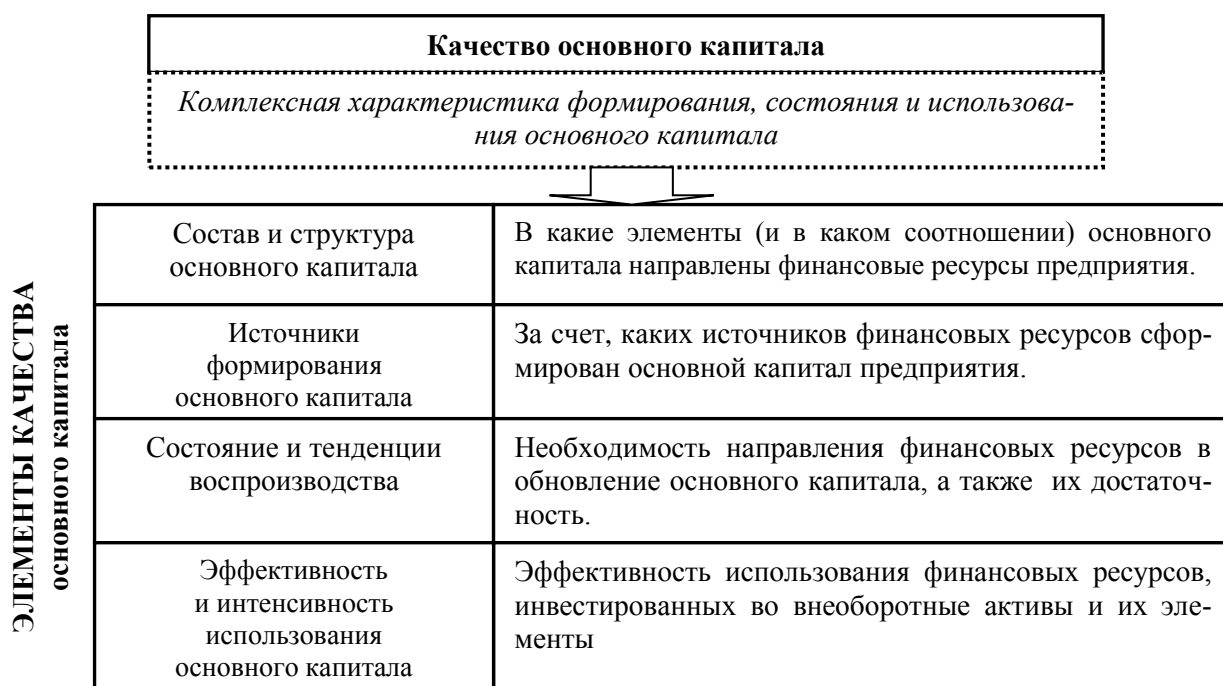 Качество основного капитала
Комплексная характеристика формирования, состояния и использова-
ния основного капитала
ЭЛЕМЕНТЫ КАЧЕСТВА
основного капитала
Состав и структура
основного капитала
В какие элементы (и в каком соотношении) основного
капитала направлены финансовые ресурсы предприятия.
Источники
формирования
основного капитала
За счет, каких источников финансовых ресурсов сфор-
мирован основной капитал предприятия.
Состояние и тенденции
воспроизводства
Необходимость направления финансовых ресурсов в
обновление основного капитала, а также их достаточ-
ность.
Эффективность
и интенсивность
использования
основного капитала
Эффективность использования финансовых ресурсов,
инвестированных во внеоборотные активы и их эле-
менты